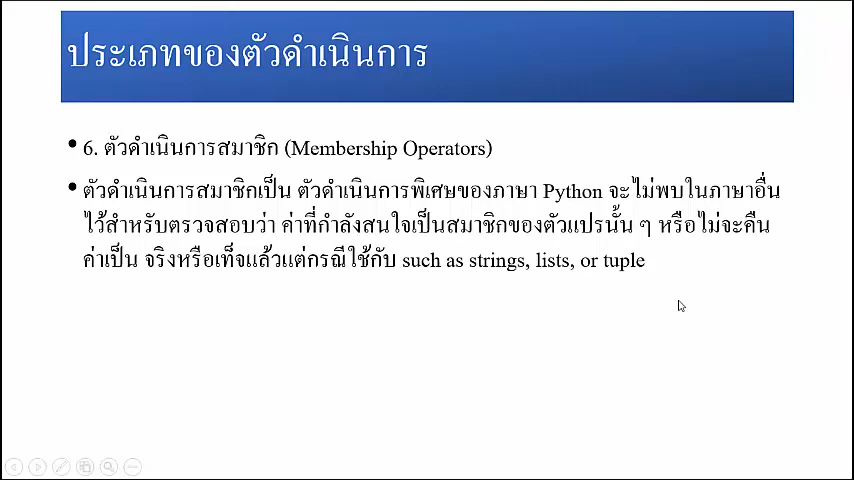 ประเภทของตัวดำเนินการ
• 6. ตัวดำเนินการสมาชิก (Membership Operators)
• ตัวดำเนินการสมาชิกเป็น ตัวดำเนินการพิเศษของภาษา Python จะไม่พบในภาษาอื่น
ไว้สำหรับตรวจสอบว่า ค่าที่กำลังสนใจเป็นสมาชิกของตัวแปรนั้น ๆ หรือไม่จะคืน
ค่าเป็น จริงหรือเท็จแล้วแต่กรณีใช้กับ such as strings, lists, or tuple